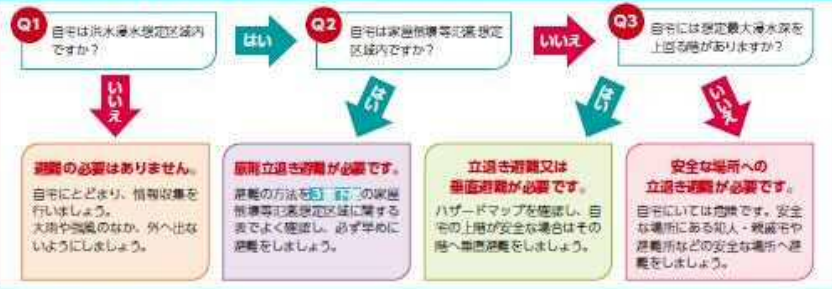 Q1
自宅は洪水浸水想定区域内
ですか？
はい
Q2
自宅は家屋倒壊等氾濫想定
区域内ですか？
いいえ
Q3
自宅には想定最大浸水深を
上回る階がありますか？
いいえ
はい
はい
いいえ
避難の必要はありません。
自宅にとどまり、情報収集を
行いましょう。
大雨や強風のなか、外へ出な
いようにしましょう。
原則立退き避難が必要です。
避難の方法を の家屋
倒壊等氾濫想定区域に関する
表でよく確認し、必ず早めに
避難をしましょう。
立退き避難又は
垂直避難が必要です。
ハザードマップを確認し、自
宅の上階が安全な場合はその
階へ垂直避難をしましょう。
安全な場所への
立退き避難が必要です。
自宅にいては危険です。安全
な場所にある知人・親戚宅や
避難所などの安全な場所へ避
難をしましょう。